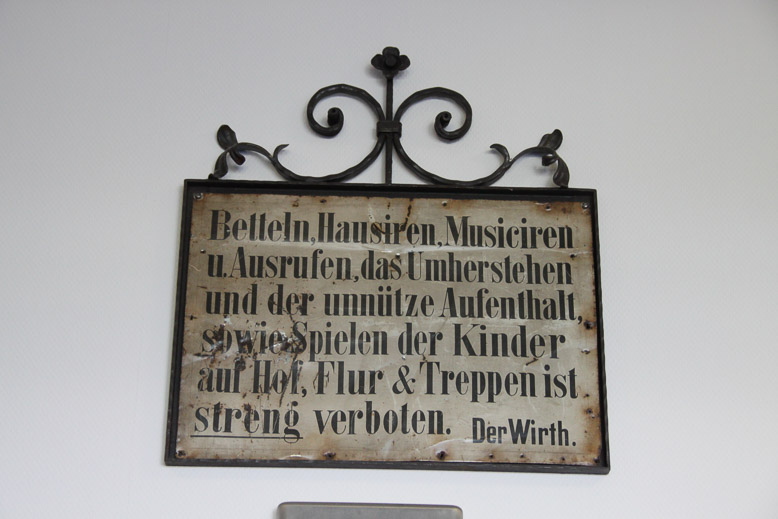 Betteln, Hausiren, Musiciren
u. Ausrufen, das Umherstehen
und der unnütze Aufenthalt,
sowie Spielen der Kinder
auf Hof, Flur & Treppen ist
streng verboten. Der Wirth.